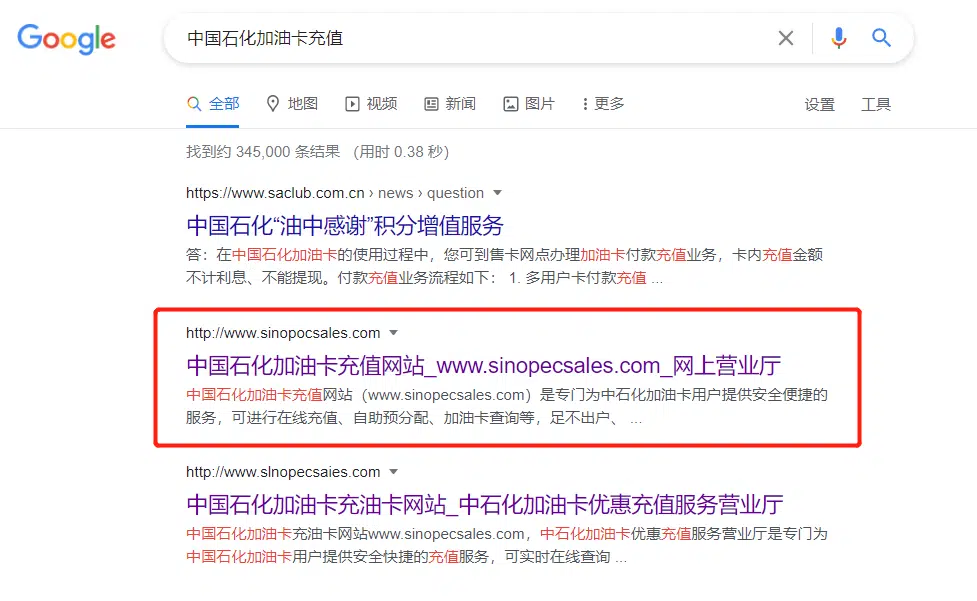 Google
中国石化加油卡充值
全部 地图 视频 新闻 图片 更多 设置 工具
找到约 345,000 条结果 （用时 0.38 秒）
https://www.saclub.com.cn › news › question
中国石化“油中感谢”积分增值服务
答：在中国石化加油卡的使用过程中，您可到售卡网点办理加油卡付款充值业务，卡内充值金额
不计利息、不能提现。付款充值业务流程如下： 1. 多用户卡付款充值 ...
http://www.sinopocsales.com
中国石化加油卡充值网站_www.sinopecsales.com_网上营业厅
中国石化加油卡充值网站（www.sinopecsales.com）是专门为中石化加油卡用户提供安全便捷的
服务，可进行在线充值、自助预分配、加油卡查询等，足不出户、 ...
http://www.slnopecsaies.com
中国石化加油卡充油卡网站_中石化加油卡优惠充值服务营业厅
中国石化加油卡充油卡网站www.sinopecsales.com，中石化加油卡优惠充值服务营业厅是专门为
中国石化加油卡用户提供安全快捷的充值服务，可实时在线查询 ...